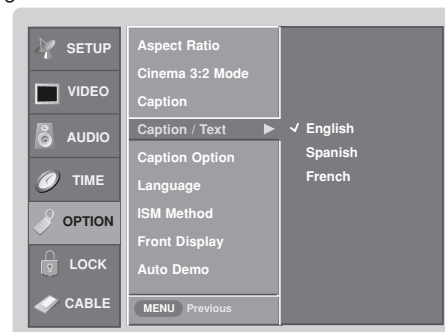 SETUP
VIDEO
AUDIO
TIME
OPTION
LOCK
CABLE
Aspect Ratio
Cinema 3:2 Mode
Caption
Caption / Text
Caption Option
Language
ISM Method
Front Display
Auto Demo
MENU Previous
English
Spanish
French